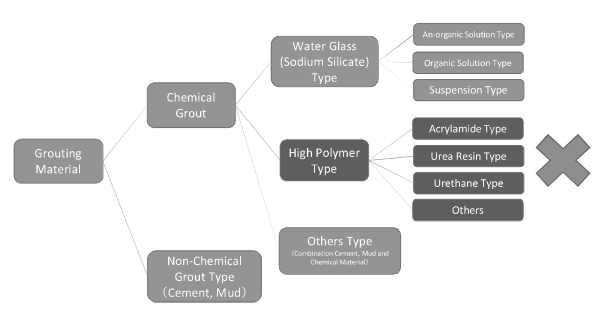 Grouting
Material
Chemical
Grout
Non-Chemical
Grout Type
（Cement, Mud）
Water Glass
(Sodium Silicate)
Type
High Polymer
Type
Others Type
（Combination Cement, Mud and
Chemical Material）
An-organic Solution Type
Organic Solution Type
Suspension Type
Acrylamide Type
Urea Resin Type
Urethane Type
Others